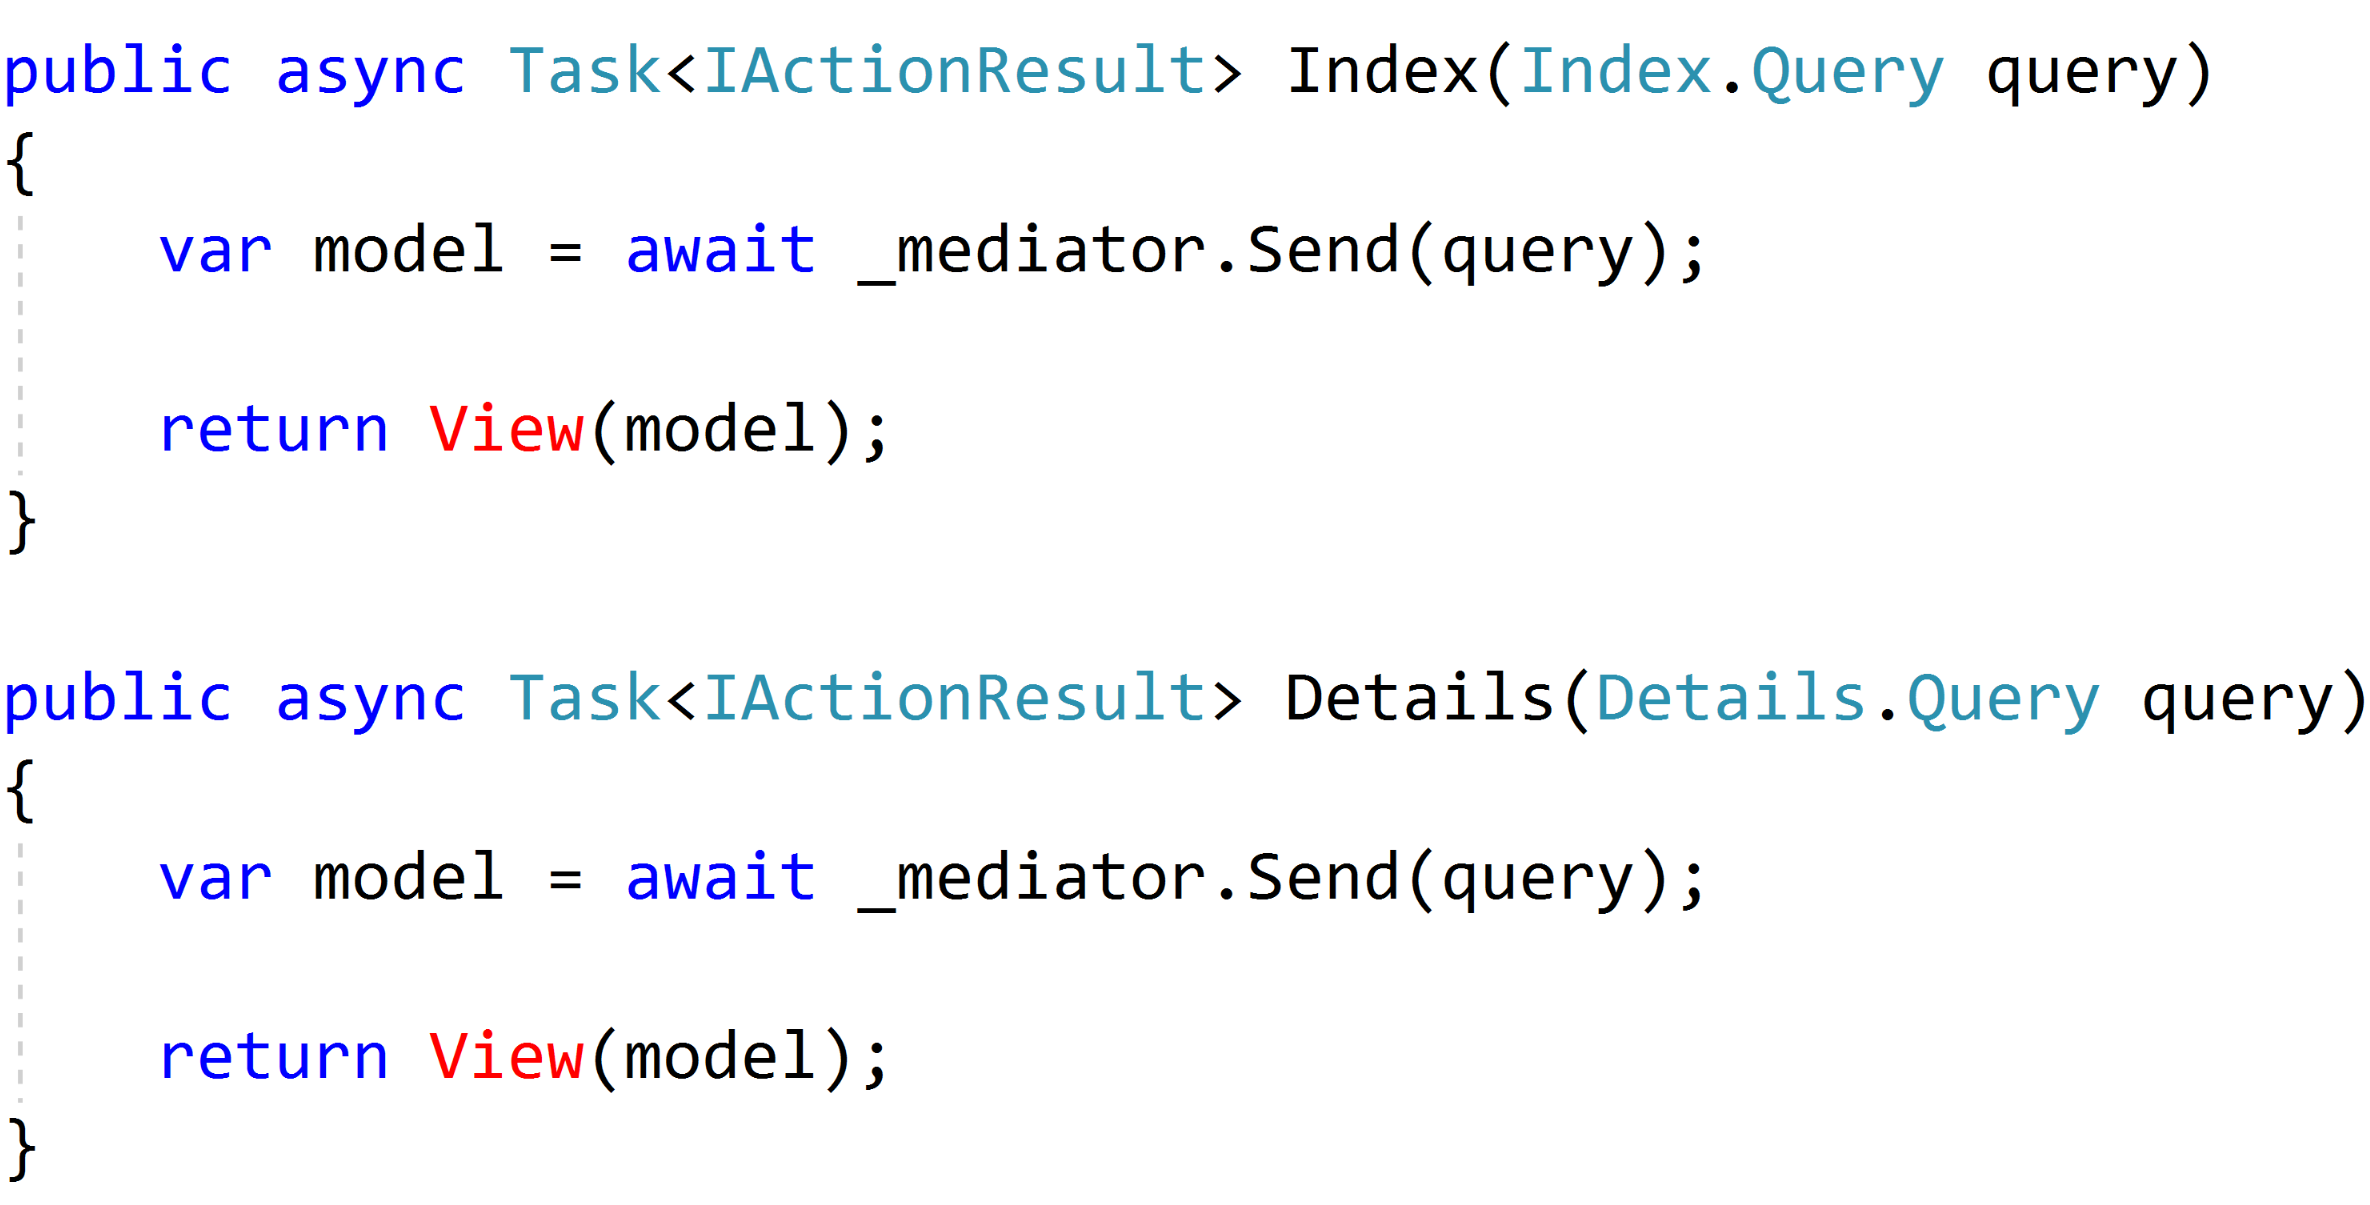 public async Task<IActionResult> Index(Index.Query query)
{
    var model = await _mediator.Send(query);

    return View(model);
}

public async Task<IActionResult> Details(Details.Query query)
{
    var model = await _mediator.Send(query);

    return View(model);
}